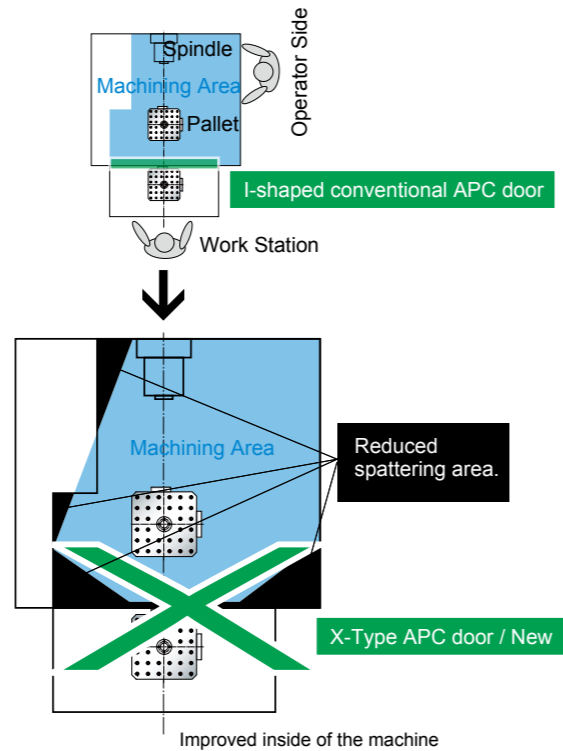 Spindle
Operator Side
Machining Area
Pallet
I-shaped conventional APC door
Work Station
Machining Area
Reduced
spattering area.
X-Type APC door / New
Improved inside of the machine